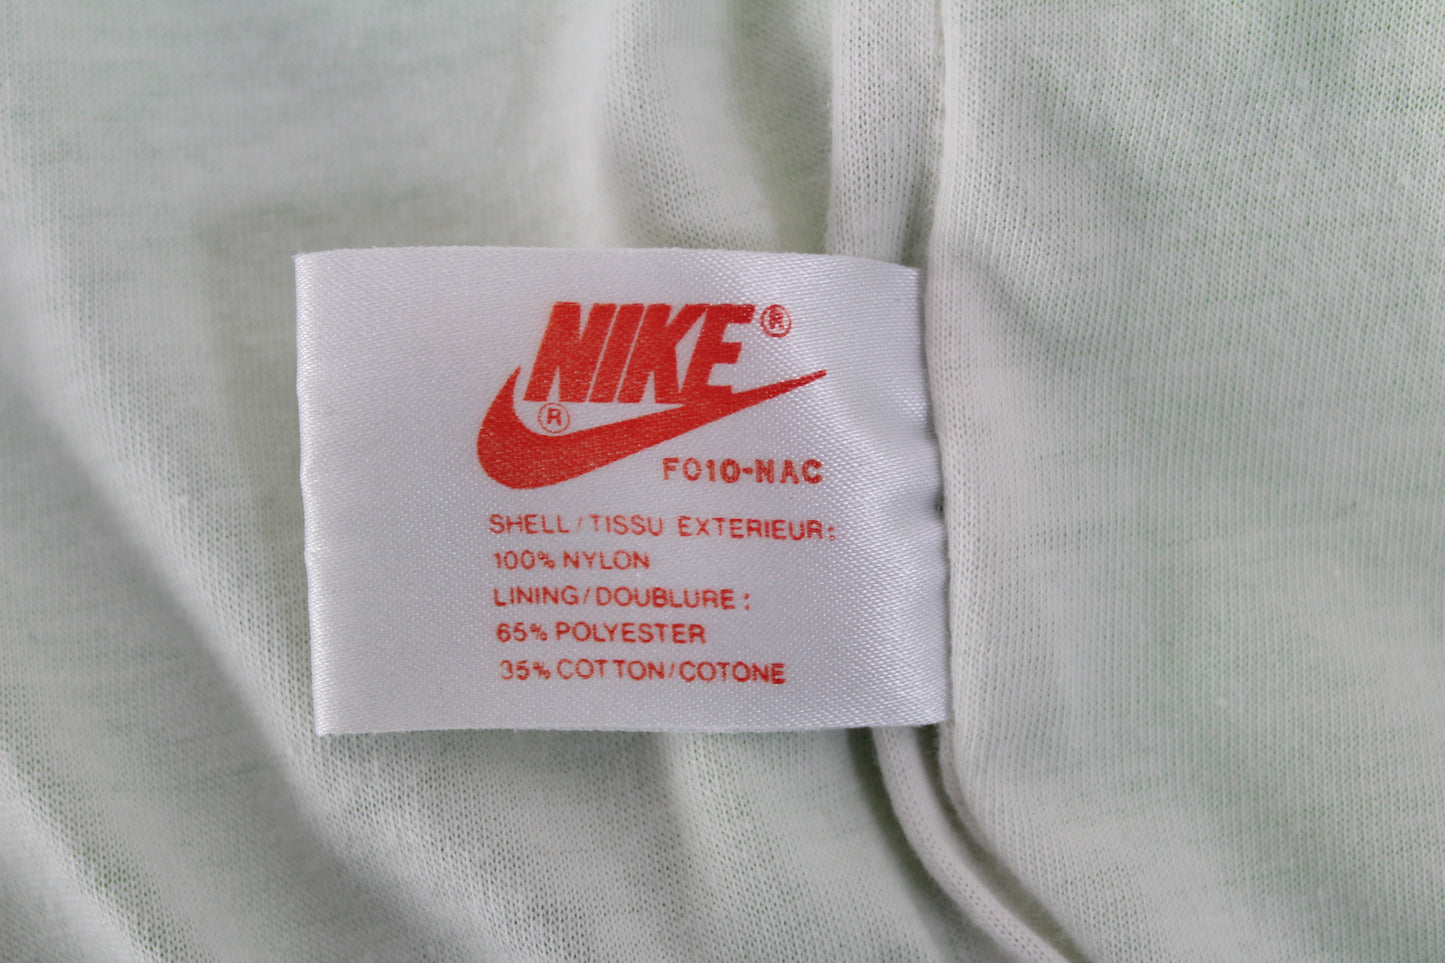 NIKE®
®
F010-NAC
SHELL/TISSU EXTERIEUR:
100% NYLON
LINING/DOUBLURE:
65% POLYESTER
35% COTTON/COTONE